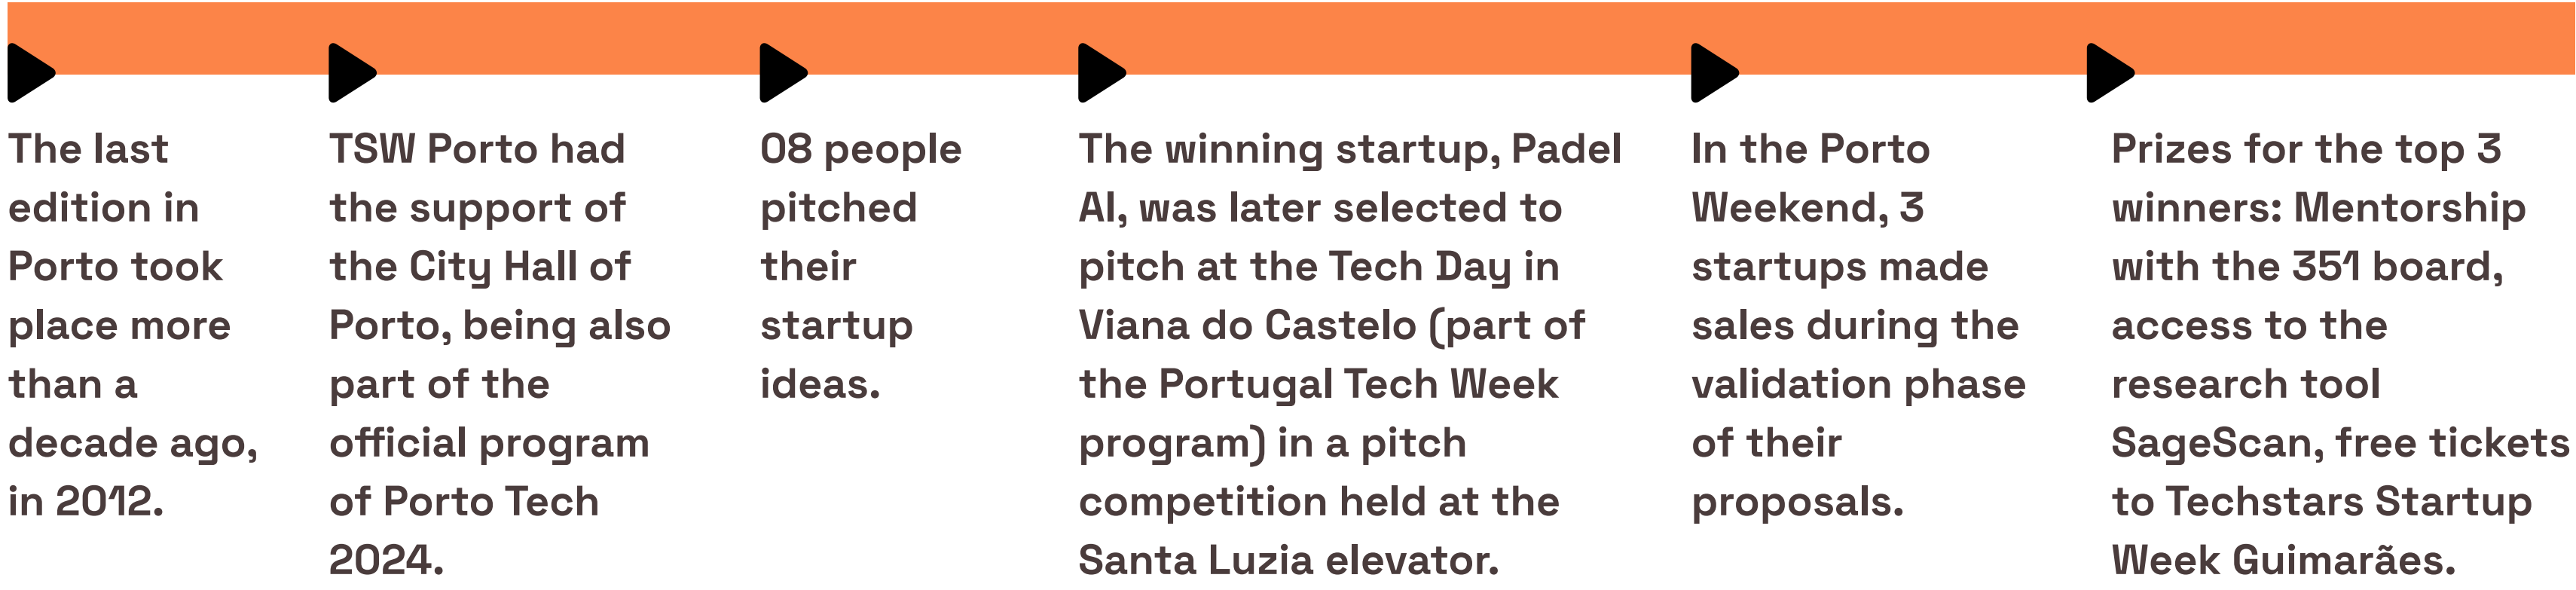 The last
edition in
Porto took
place more
than a
decade ago,
in 2012.
TSW Porto had
the support of
the City Hall of
Porto, being also
part of the
official program
of Porto Tech
2024.
08 people
pitched
their
startup
ideas.
The winning startup, Padel
AI, was later selected to
pitch at the Tech Day in
Viana do Castelo (part of
the Portugal Tech Week
program) in a pitch
competition held at the
Santa Luzia elevator.
In the Porto
Weekend, 3
startups made
sales during the
validation phase
of their
proposals.
Prizes for the top 3
winners: Mentorship
with the 351 board,
access to the
research tool
SageScan, free tickets
to Techstars Startup
Week Guimarães.